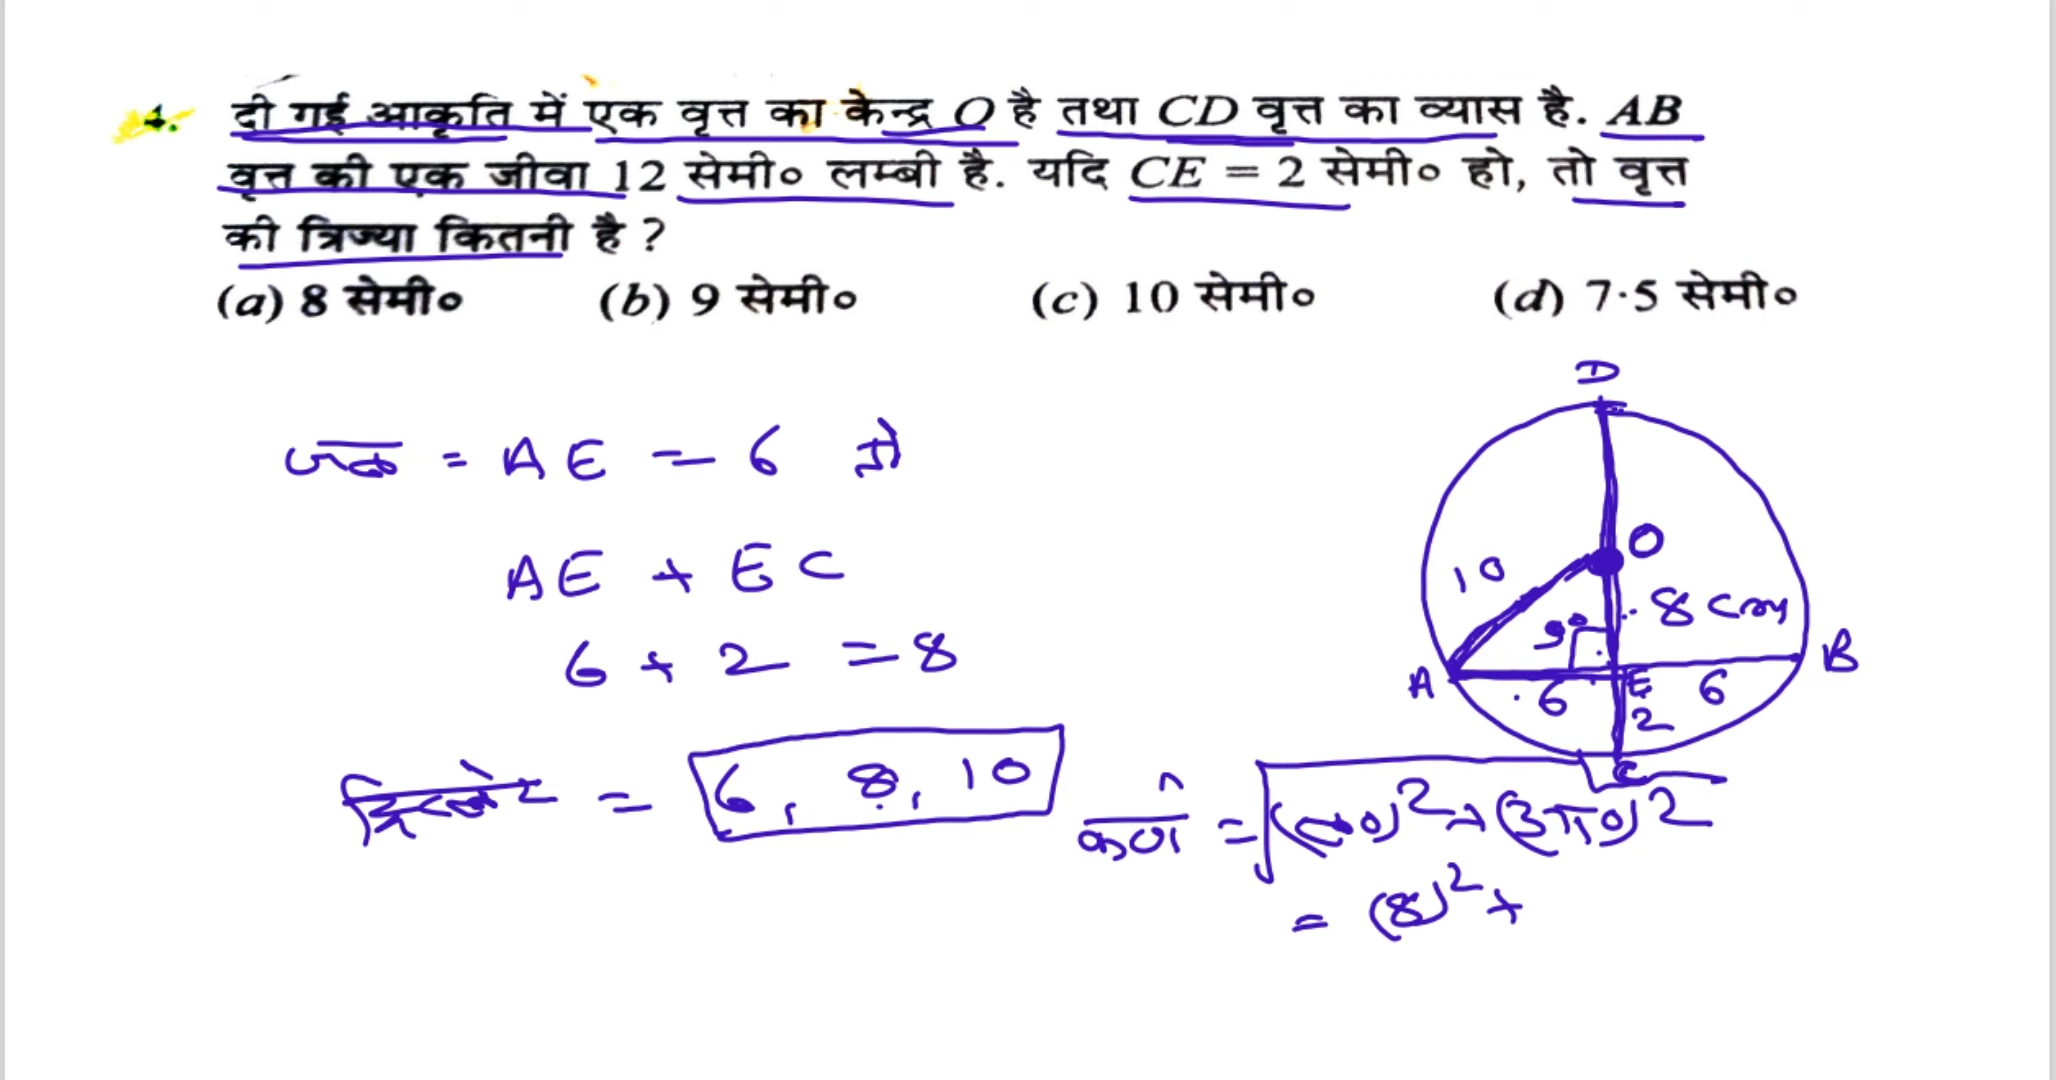 4. दी गई आकृति में एक वृत्त का केन्द्र O है तथा CD वृत्त का व्यास है. AB
वृत्त की एक जीवा 12 सेमी० लम्बी है. यदि CE = 2 सेमी० हो, तो वृत्त
की त्रिज्या कितनी है ?
(a) 8 सेमी० (b) 9 सेमी० (c) 10 सेमी० (d) 7·5 सेमी०
D
= AE = 6
O
10
AE + EC
8 cm
90
B
6 + 2 = 8
A
6
E
6
2
C
= 6, 8, 10
कर्ण =
= (8)² +